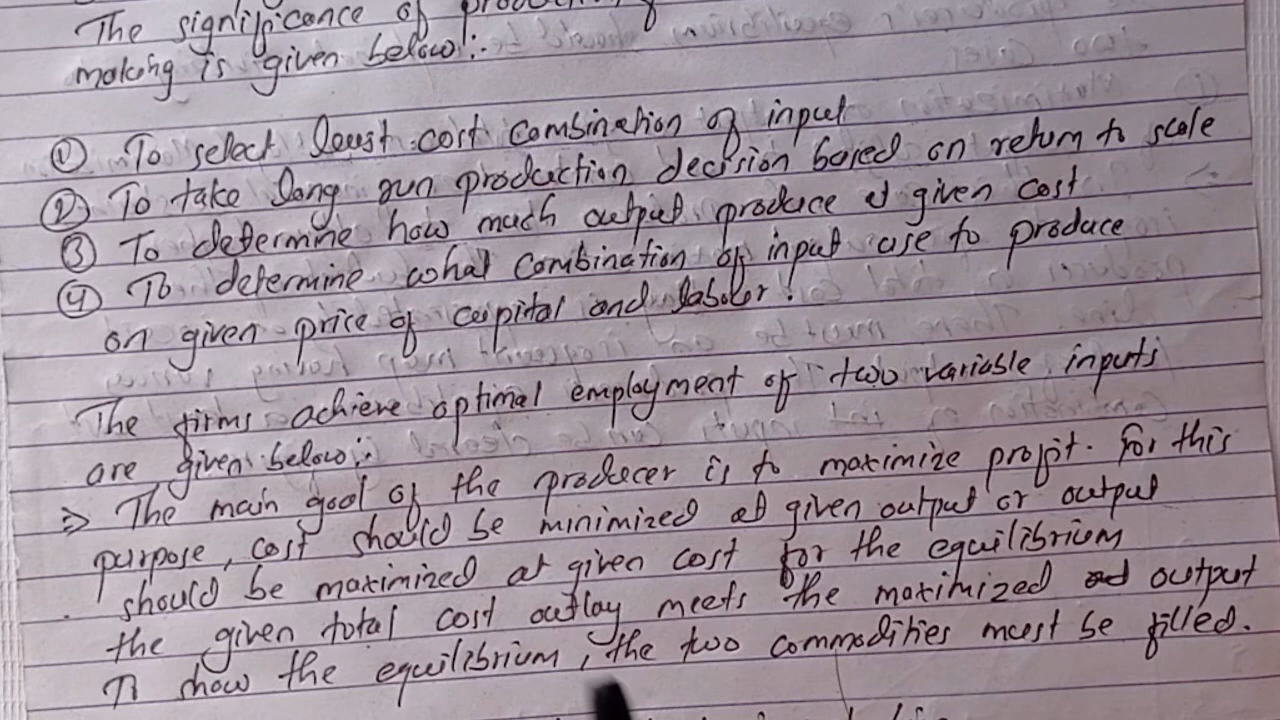 The significance of
making is given below:-
① To select least cost combination of input
② To take long run production decision based on return to scale
③ To determine how much output produce at given cost
④ To determine what combination of input use to produce
on given price of capital and labour.
The firms achieve optimal employment of two variable inputs
are given below:-
⇒ The main goal of the producer is to maximize profit. For this
purpose, cost should be minimized at given output or output
should be maximized at given cost for the equilibrium
the given total cost outlay meets the maximized output
To show the equilibrium, the two commodities must be filled.